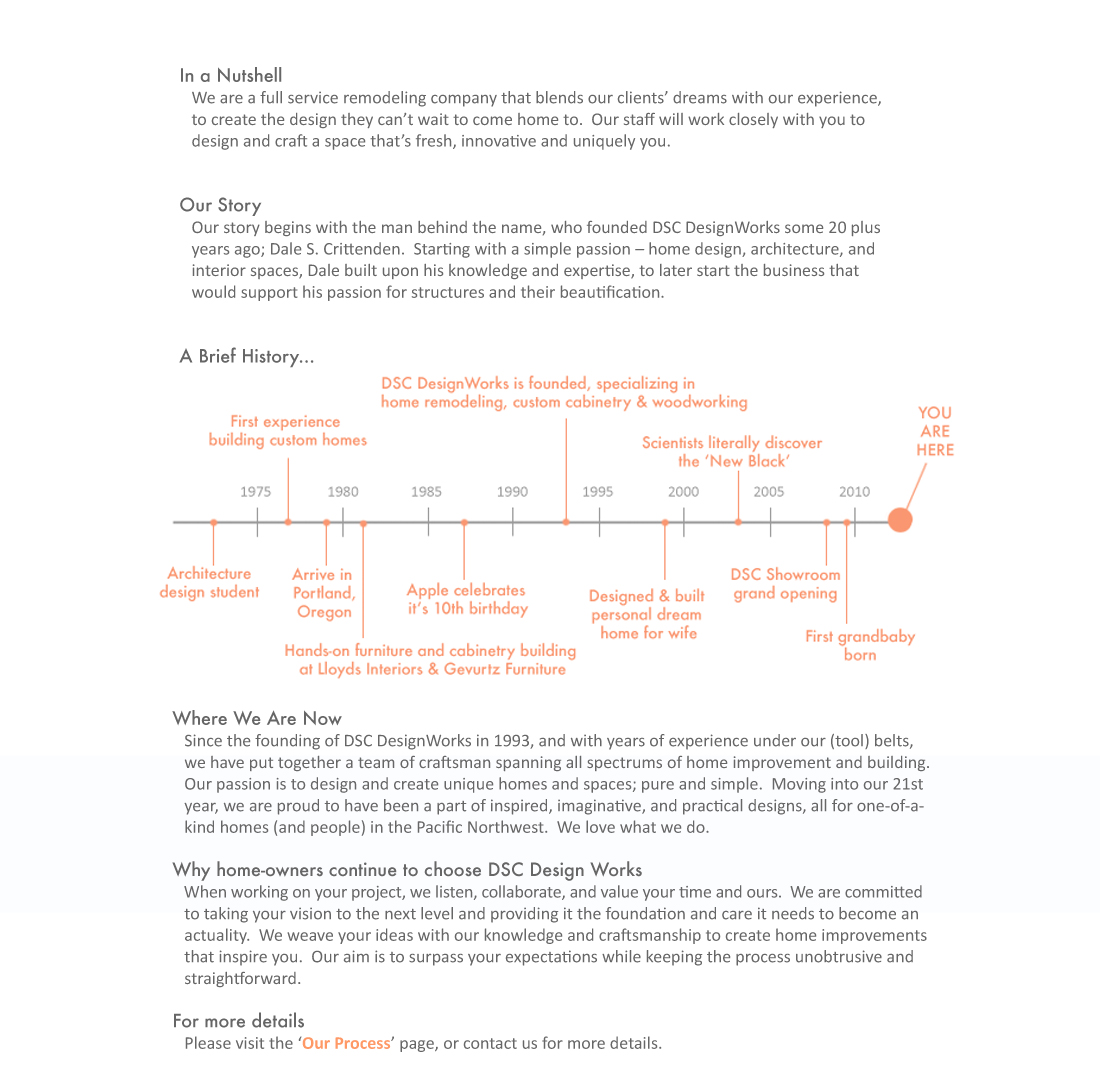 In a Nutshell
We are a full service remodeling company that blends our clients’ dreams with our experience,
to create the design they can’t wait to come home to.  Our staff will work closely with you to
design and craft a space that’s fresh, innovative and uniquely you.
Our Story
Our story begins with the man behind the name, who founded DSC DesignWorks some 20 plus
years ago; Dale S. Crittenden.  Starting with a simple passion – home design, architecture, and
interior spaces, Dale built upon his knowledge and expertise, to later start the business that
would support his passion for structures and their beautification.
A Brief History...
DSC DesignWorks is founded, specializing in
home remodeling, custom cabinetry & woodworking
First experience
building custom homes
Scientists literally discover
the ‘New Black’
YOU
ARE
HERE
1975 1980 1985 1990 1995 2000 2005 2010
Architecture
design student
Arrive in
Portland,
Oregon
Hands-on furniture and cabinetry building
at Lloyds Interiors & Gevurtz Furniture
Apple celebrates
it’s 10th birthday
Designed & built
personal dream
home for wife
DSC Showroom
grand opening
First grandbaby
born
Where We Are Now
Since the founding of DSC DesignWorks in 1993, and with years of experience under our (tool) belts,
we have put together a team of craftsman spanning all spectrums of home improvement and building.
Our passion is to design and create unique homes and spaces; pure and simple.  Moving into our 21st
year, we are proud to have been a part of inspired, imaginative, and practical designs, all for one-of-a-
kind homes (and people) in the Pacific Northwest.  We love what we do.
Why home-owners continue to choose DSC Design Works
When working on your project, we listen, collaborate, and value your time and ours.  We are committed
to taking your vision to the next level and providing it the foundation and care it needs to become an
actuality.  We weave your ideas with our knowledge and craftsmanship to create home improvements
that inspire you.  Our aim is to surpass your expectations while keeping the process unobtrusive and
straightforward.
For more details
Please visit the ‘Our Process’ page, or contact us for more details.